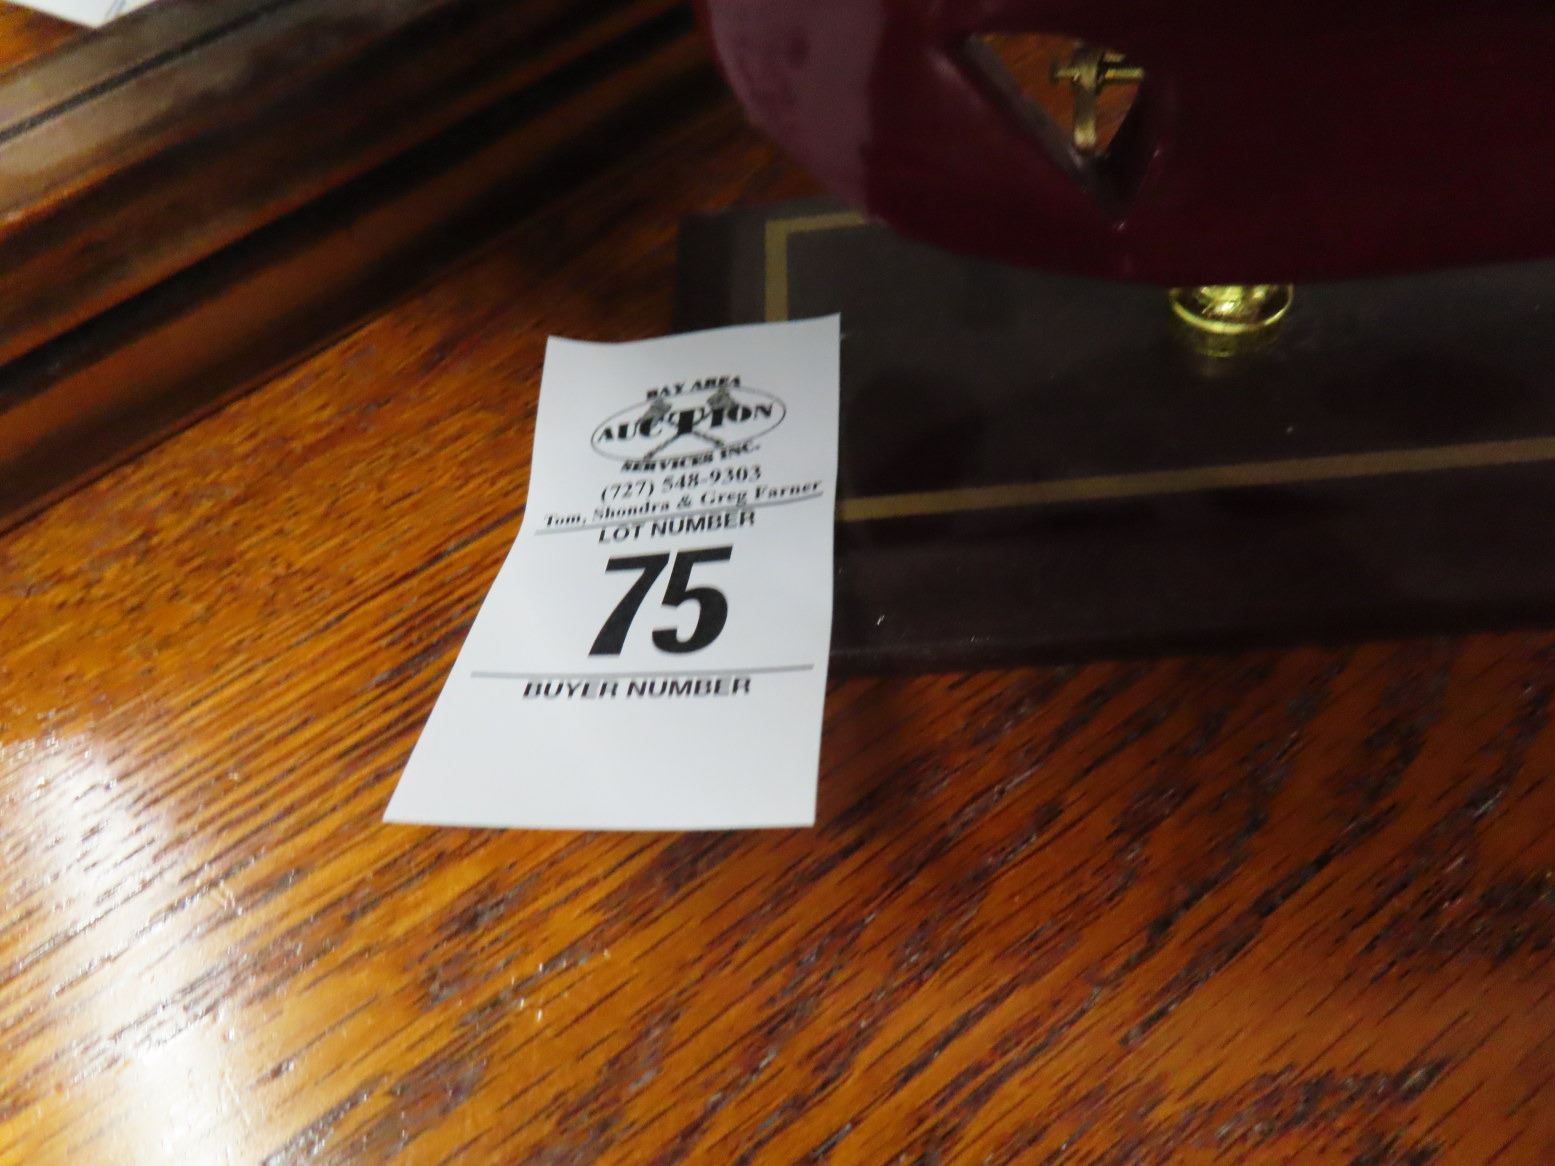 BAY AREA
AUCTION
SERVICES INC.
(727) 548-9303
Tom, Shondra & Greg Farner
LOT NUMBER
75
BUYER NUMBER